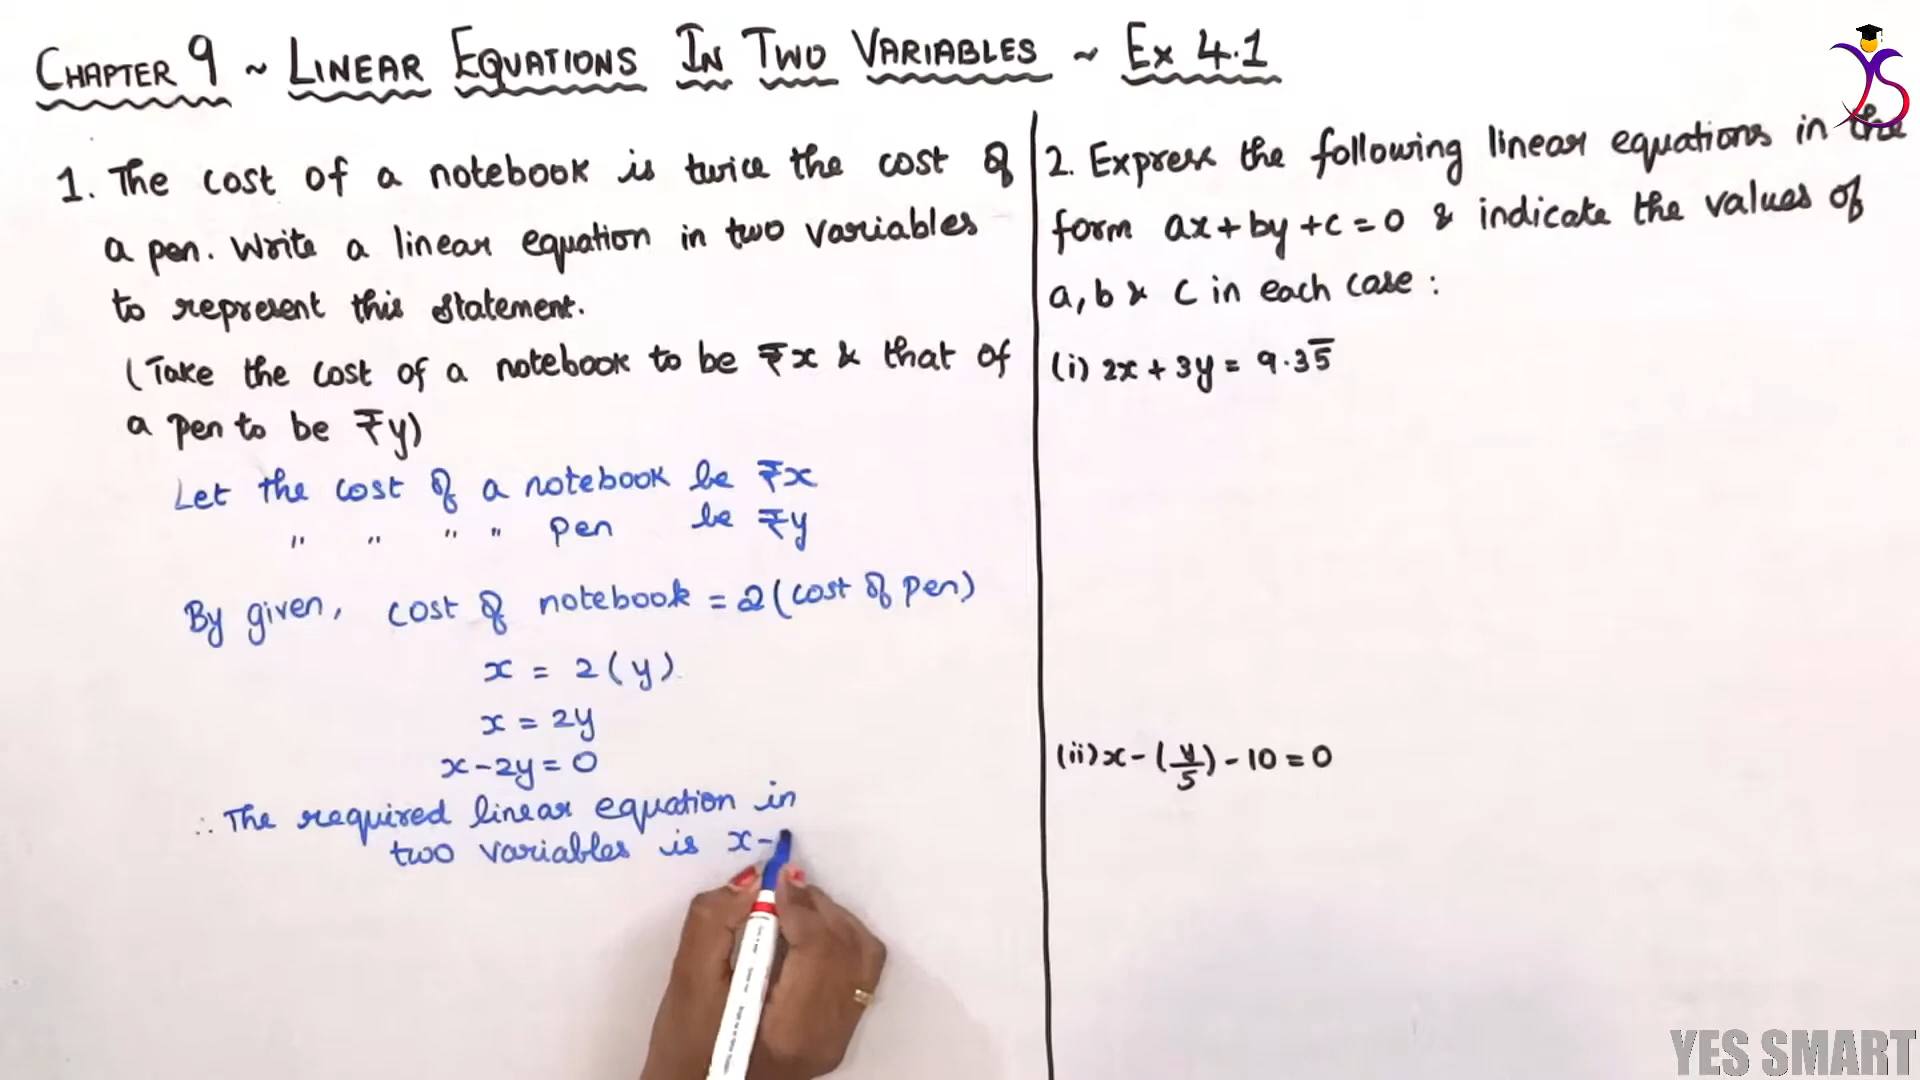 CHAPTER 9 ~ LINEAR EQUATIONS IN TWO VARIABLES ~ Ex 4.1
1. The cost of a notebook is twice the cost of
a pen. Write a linear equation in two variables
to represent this statement.
(Take the cost of a notebook to be ₹x & that of
a pen to be ₹y)
Let the cost of a notebook be ₹x
" " " " pen be ₹y
By given, cost of notebook = 2(cost of pen)
x = 2(y)
x = 2y
x-2y=0
∴ The required linear equation in
two variables is x-
2. Express the following linear equations in the
form ax+by+c=0 & indicate the values of
a, b & c in each case:
(i) 2x + 3y = 9.35̅
(ii) x - (y/5) - 10 = 0
YS
YES SMART